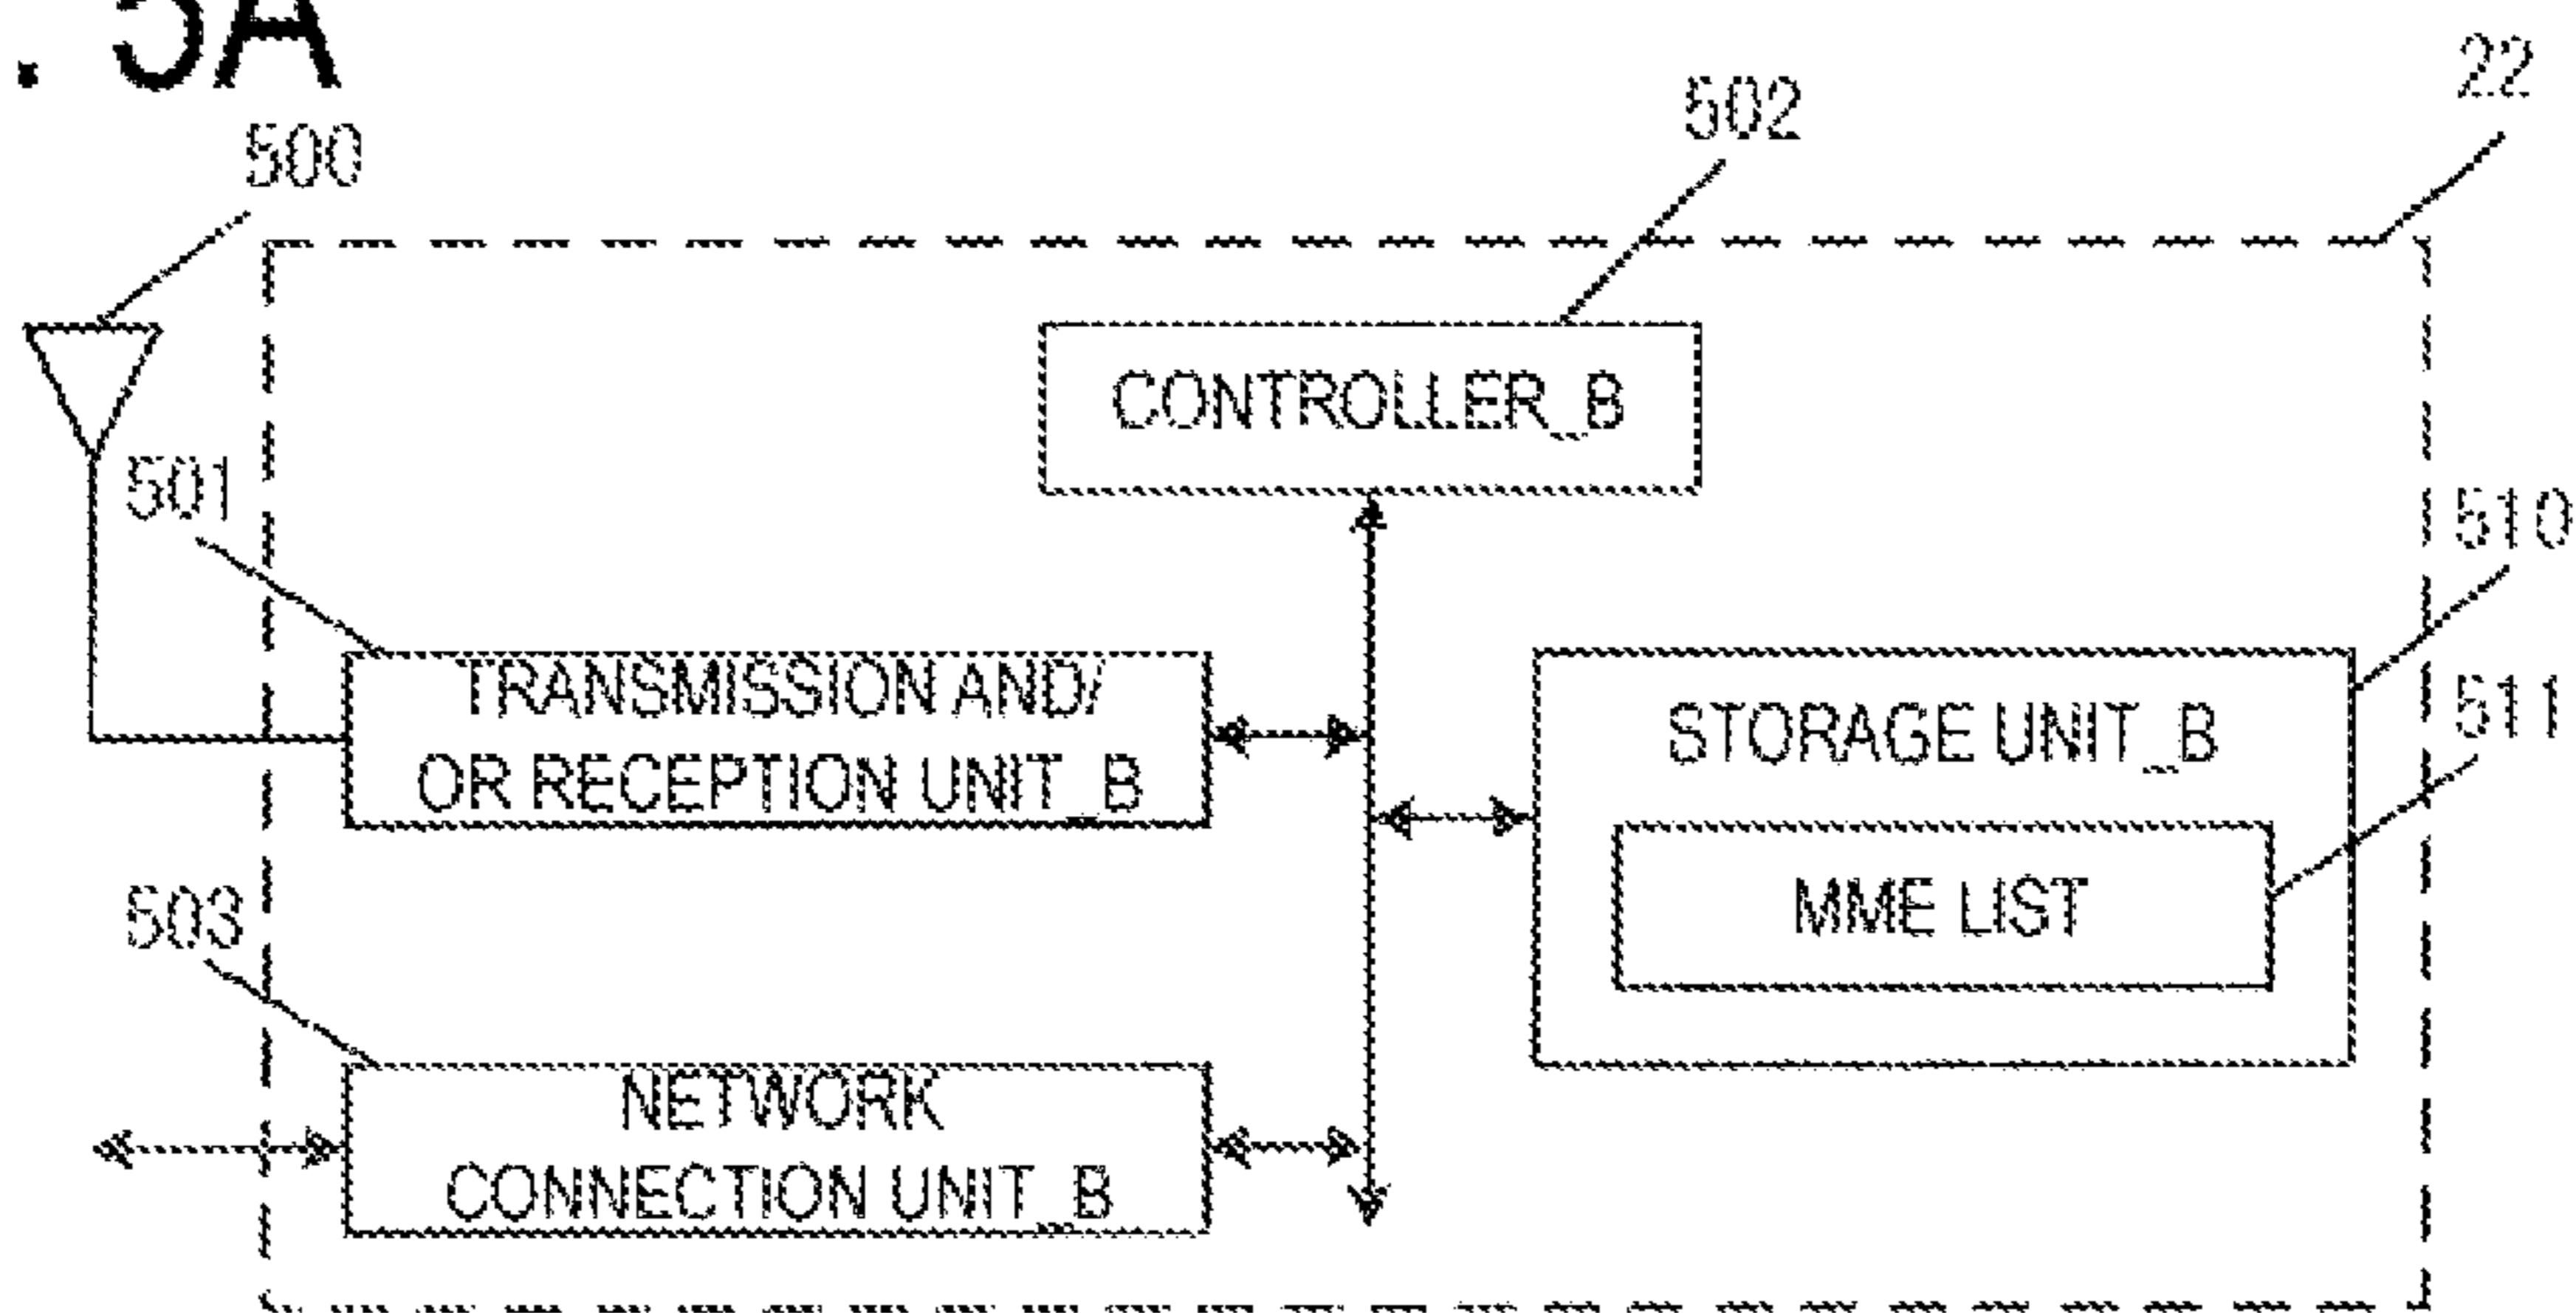 . 5A
500
502
22
CONTROLLER_B
501
510
TRANSMISSION AND/
OR RECEPTION UNIT_B
STORAGE UNIT_B
511
MME LIST
503
NETWORK
CONNECTION UNIT_B